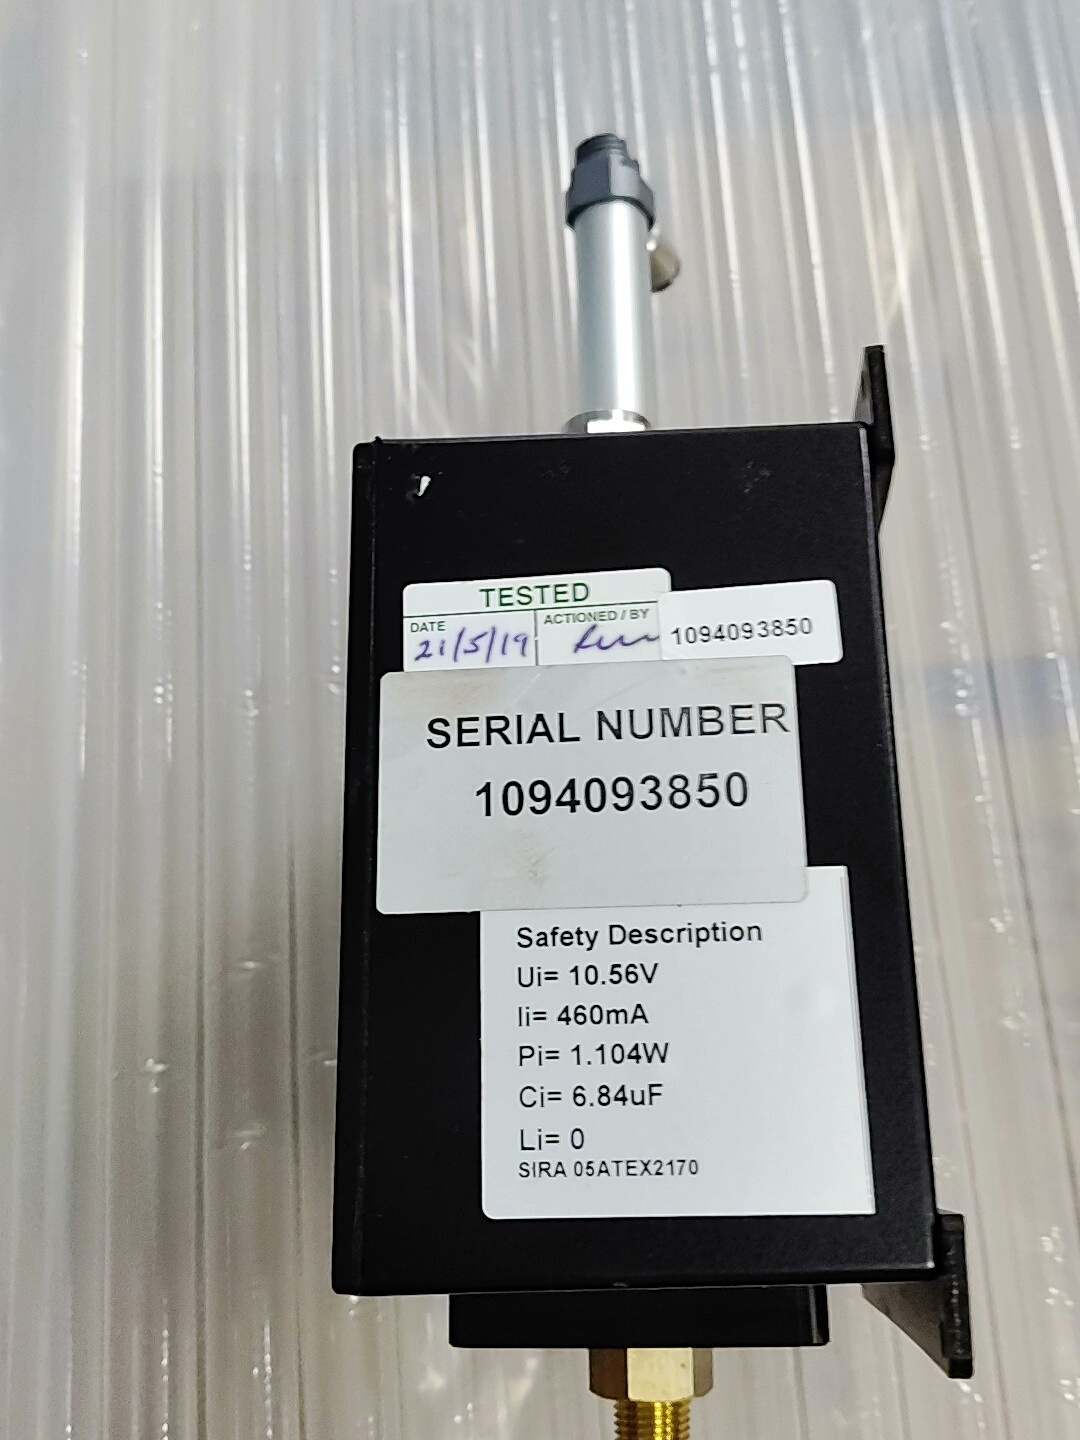 TESTED
DATE
ACTIONED / BY
21/5/19
1094093850
SERIAL NUMBER
1094093850
Safety Description
Ui= 10.56V
Ii= 460mA
Pi= 1.104W
Ci= 6.84uF
Li= 0
SIRA 05ATEX2170